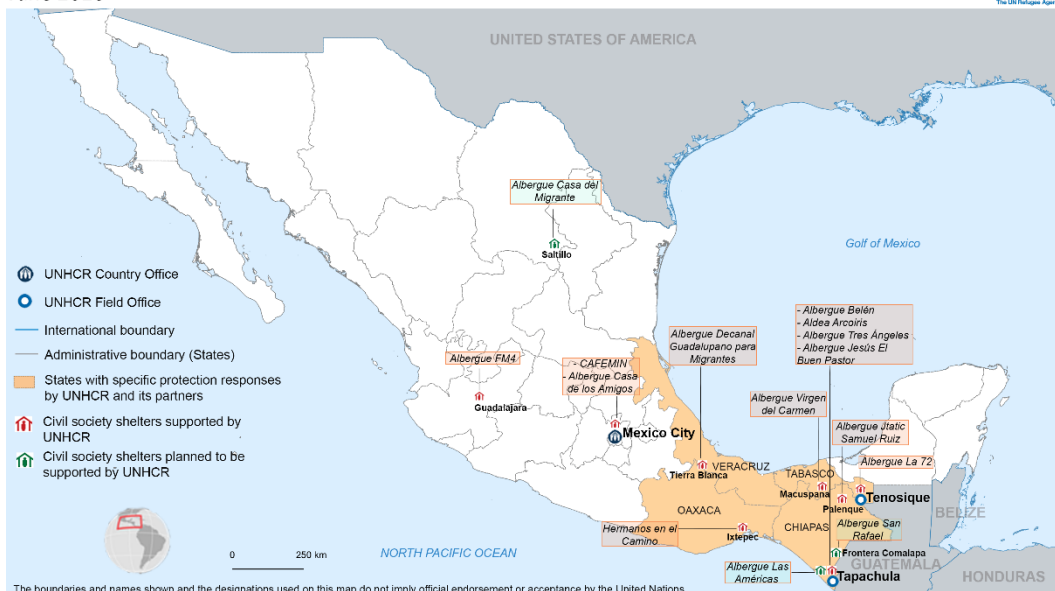 The UN Refugee Agency
UNITED STATES OF AMERICA
Albergue Casa del
Migrante
Saltillo
Gulf of Mexico
UNHCR Country Office
UNHCR Field Office
International boundary
Administrative boundary (States)
States with specific protection responses
by UNHCR and its partners
Civil society shelters supported by
UNHCR
Civil society shelters planned to be
supported by UNHCR
- Albergue Belén
- Aldea Arcoiris
- Albergue Tres Ángeles
- Albergue Jesús El
Buen Pastor
Albergue Decanal
Guadalupano para
Migrantes
Albergue FM4
- CAFEMIN
- Albergue Casa
de los Amigos
Guadalajara
Mexico City
Albergue Virgen
del Carmen
Albergue Jtatic
Samuel Ruiz
Albergue La 72
Tierra Blanca
VERACRUZ
TABASCO
Macuspana
Tenosique
Palenque
BELIZE
OAXACA
CHIAPAS
Hermanos en el
Camino
Ixtepec
Albergue San
Rafael
Frontera Comalapa
GUATEMALA
Albergue Las
Américas
Tapachula
HONDURAS
NORTH PACIFIC OCEAN
0 250 km
The boundaries and names shown and the designations used on this map do not imply official endorsement or acceptance by the United Nations.